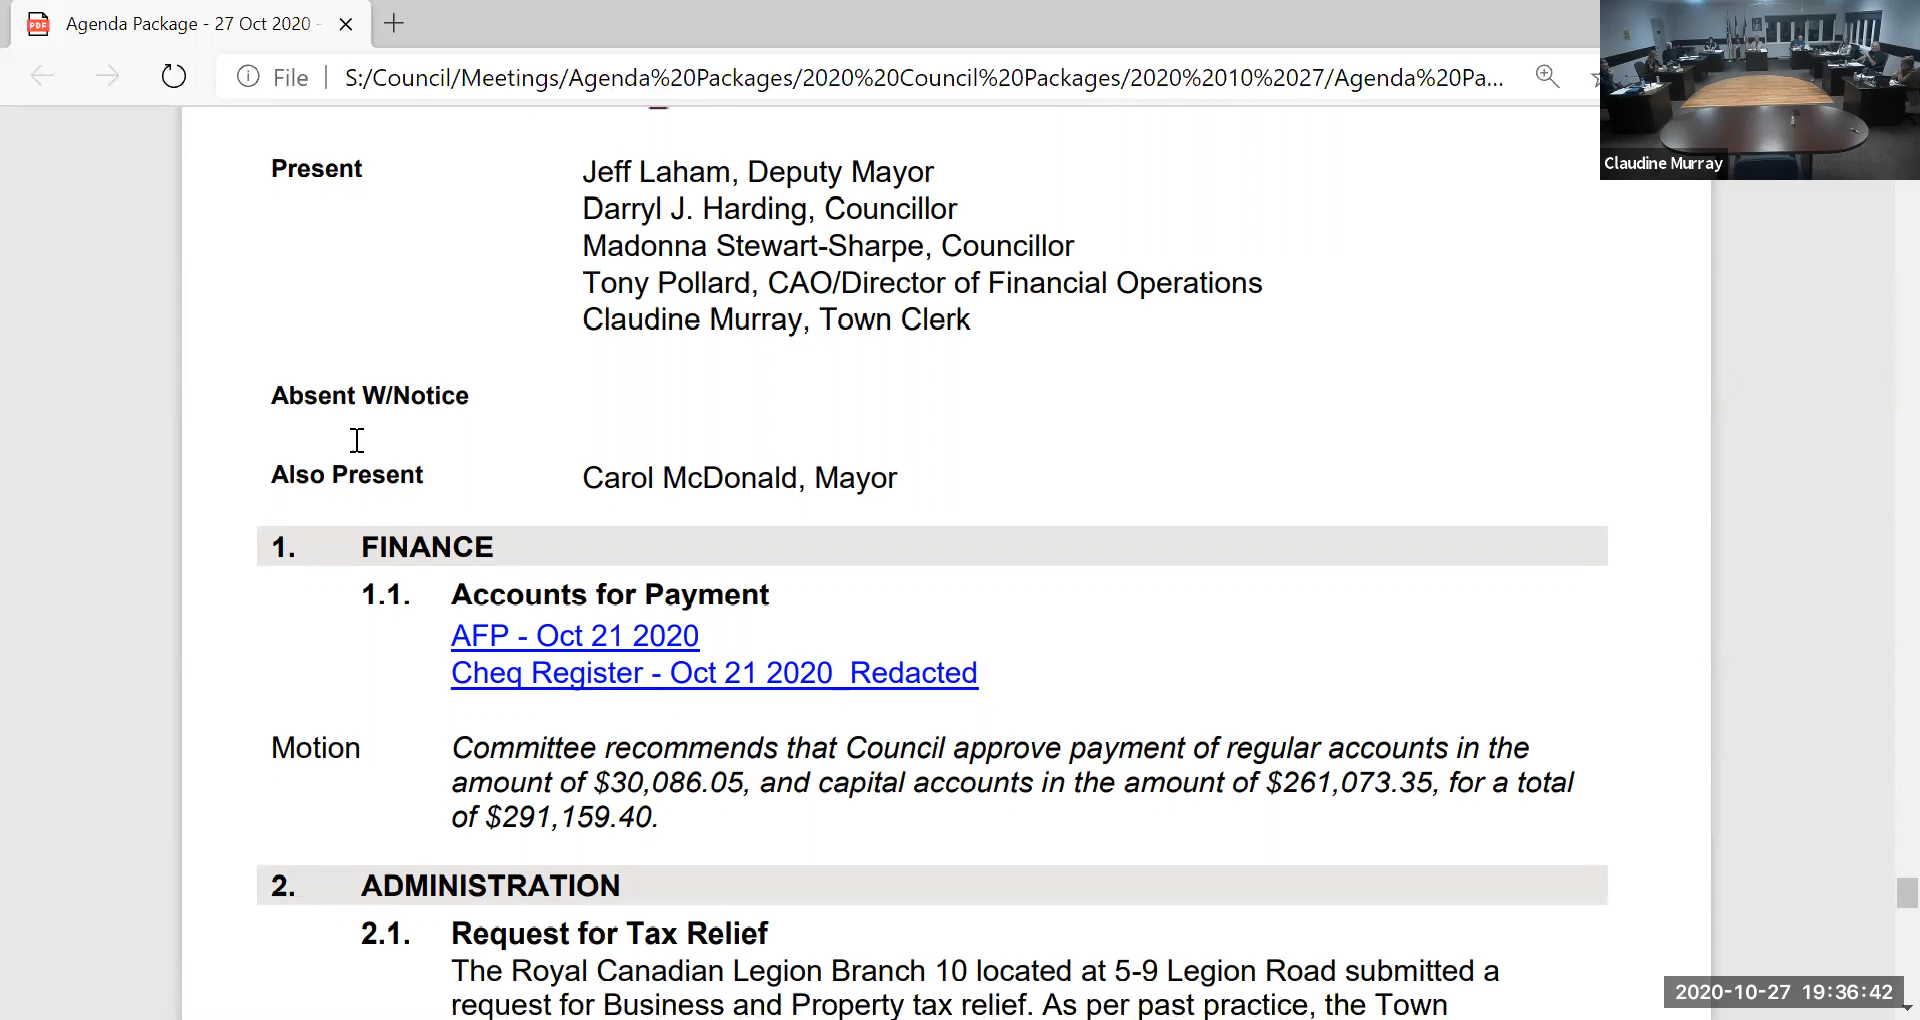 Agenda Package - 27 Oct 2020 -
File | S:/Council/Meetings/Agenda%20Packages/2020%20Council%20Packages/2020%2010%2027/Agenda%20Pa...
Claudine Murray
Present
Jeff Laham, Deputy Mayor
Darryl J. Harding, Councillor
Madonna Stewart-Sharpe, Councillor
Tony Pollard, CAO/Director of Financial Operations
Claudine Murray, Town Clerk
Absent W/Notice
Also Present Carol McDonald, Mayor
1. FINANCE
1.1. Accounts for Payment
AFP - Oct 21 2020
Cheq Register - Oct 21 2020_Redacted
Motion Committee recommends that Council approve payment of regular accounts in the
amount of $30,086.05, and capital accounts in the amount of $261,073.35, for a total
of $291,159.40.
2. ADMINISTRATION
2.1. Request for Tax Relief
The Royal Canadian Legion Branch 10 located at 5-9 Legion Road submitted a
request for Business and Property tax relief. As per past practice, the Town
2020-10-27 19:36:42